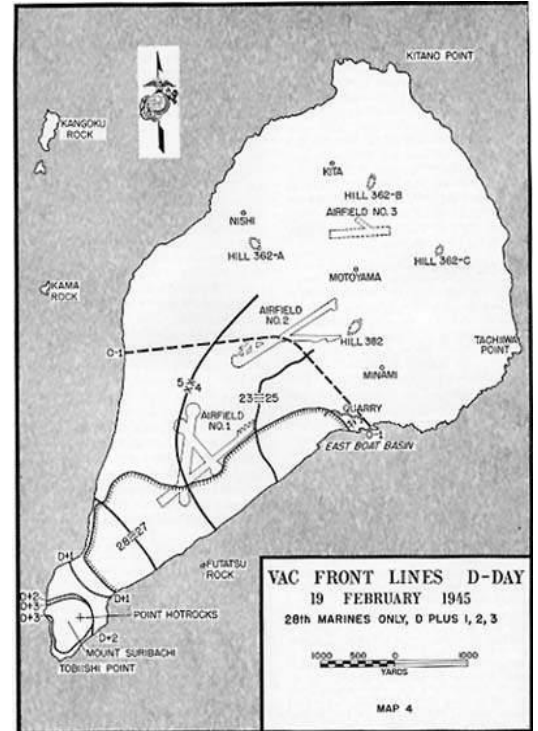 KITANO POINT
KANGOKU
ROCK
KITA
HILL 362-B
NISHI
AIRFIELD NO. 3
HILL 362-A
HILL 362-C
MOTOYAMA
KAMA
ROCK
AIRFIELD
NO. 2
HILL 382
TACHIIWA
POINT
O-1
MINAMI
5 4
23 25
AIRFIELD
NO. 1
QUARRY
O-1
EAST BOAT BASIN
28 27
D+1
FUTATSU
ROCK
D+2
D+3
D+3
D+1
POINT HOTROCKS
D+2
MOUNT SURIBACHI
TOBIISHI POINT
VAC FRONT LINES D-DAY
19 FEBRUARY 1945
28th MARINES ONLY, D PLUS 1, 2, 3
1000 500 0 1000
YARDS
MAP 4